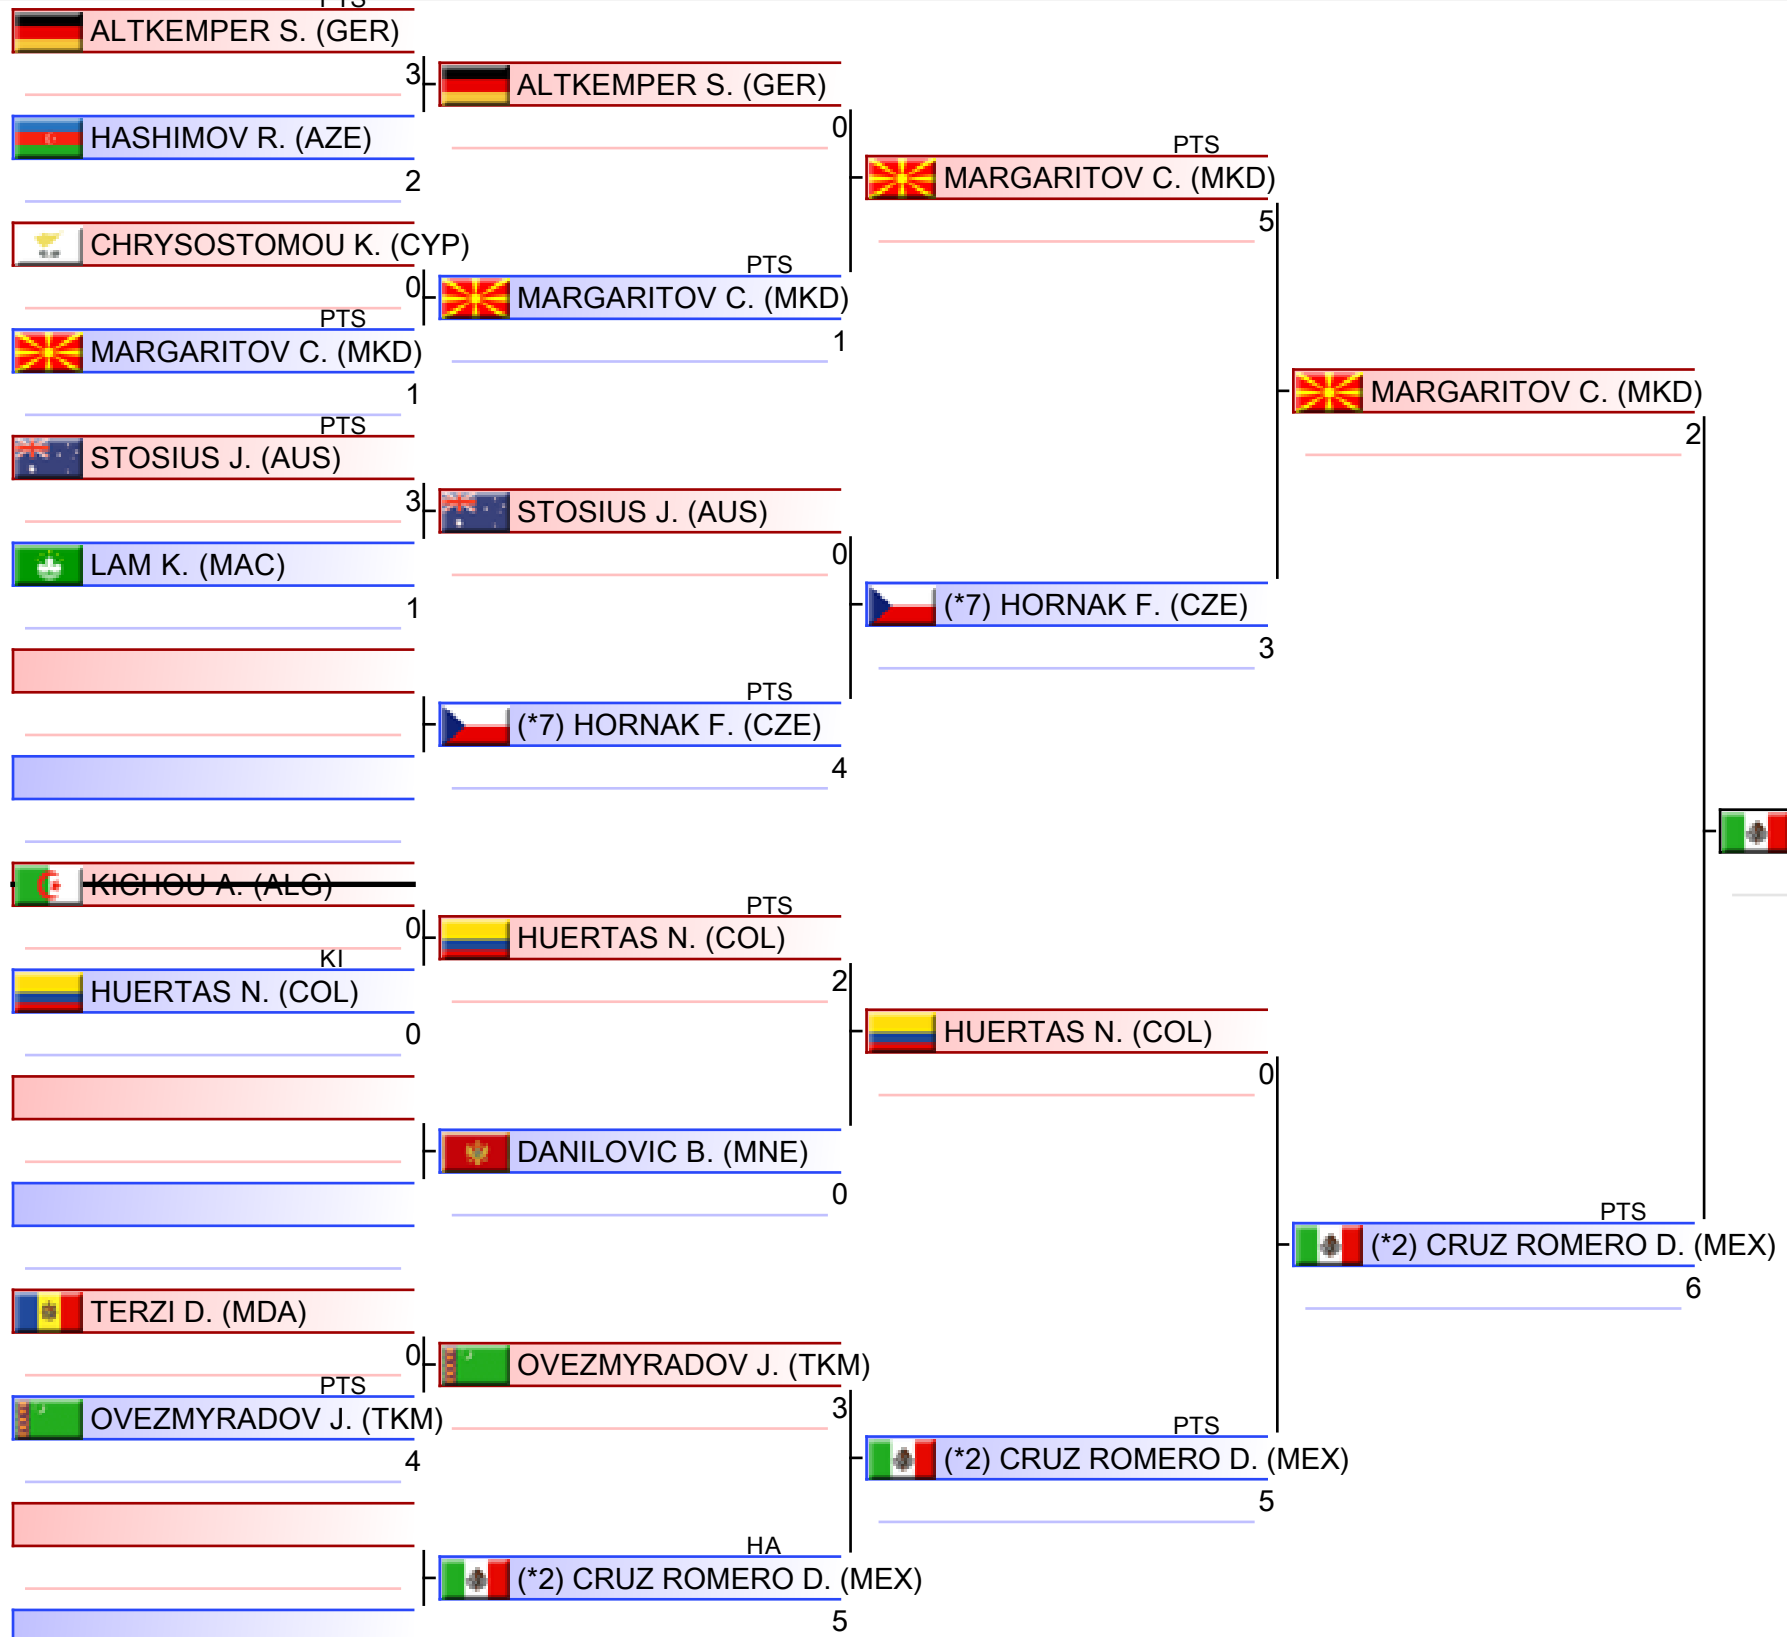 PTS
ALTKEMPER S. (GER)
3
HASHIMOV R. (AZE)
2
CHRYSOSTOMOU K. (CYP)
0
PTS
MARGARITOV C. (MKD)
1
PTS
STOSIUS J. (AUS)
3
LAM K. (MAC)
1
KICHOU A. (ALG)
0
KI
HUERTAS N. (COL)
0
TERZI D. (MDA)
0
PTS
OVEZMYRADOV J. (TKM)
4
ALTKEMPER S. (GER)
0
PTS
MARGARITOV C. (MKD)
1
STOSIUS J. (AUS)
0
PTS
(*7) HORNAK F. (CZE)
4
PTS
HUERTAS N. (COL)
2
DANILOVIC B. (MNE)
0
OVEZMYRADOV J. (TKM)
3
HA
(*2) CRUZ ROMERO D. (MEX)
5
PTS
MARGARITOV C. (MKD)
5
(*7) HORNAK F. (CZE)
3
HUERTAS N. (COL)
0
PTS
(*2) CRUZ ROMERO D. (MEX)
5
MARGARITOV C. (MKD)
2
PTS
(*2) CRUZ ROMERO D. (MEX)
6